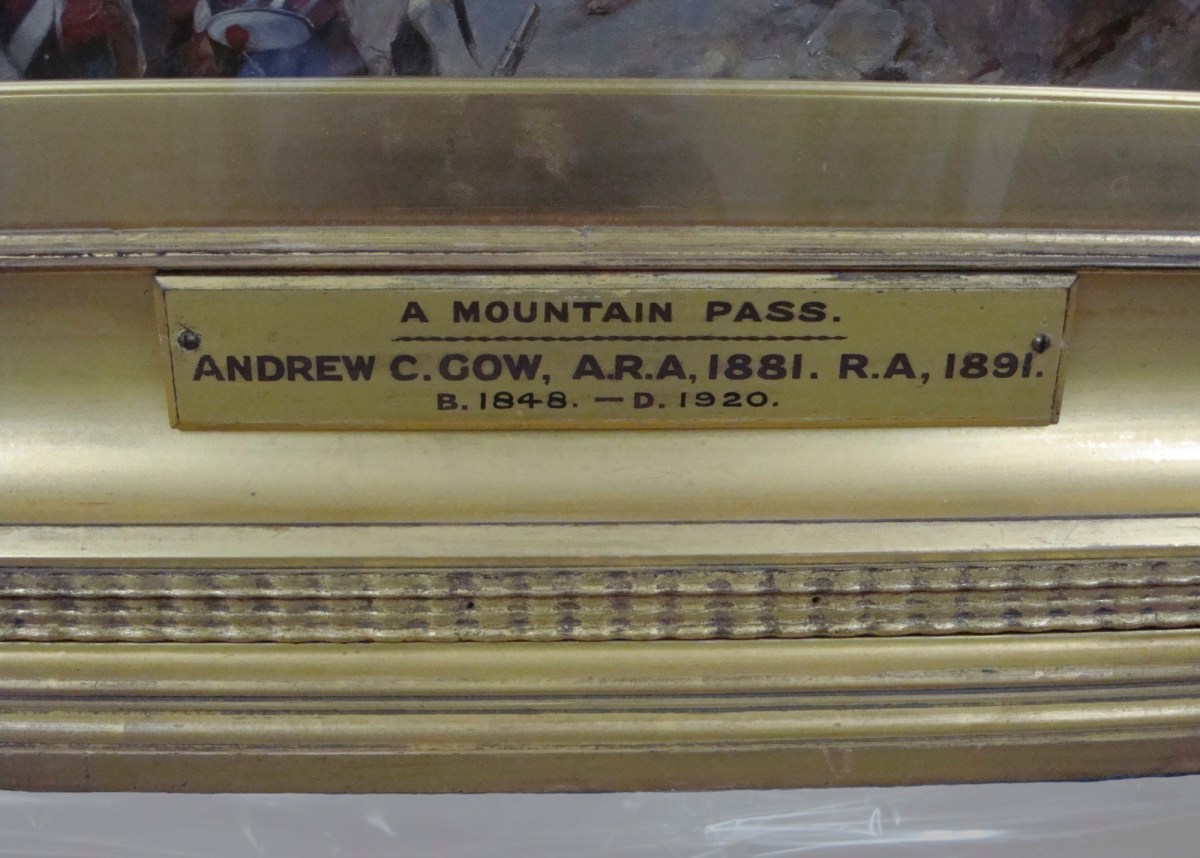 A MOUNTAIN PASS.
ANDREW C. GOW, A.R.A, 1881. R.A, 1891.
B. 1848. — D. 1920.